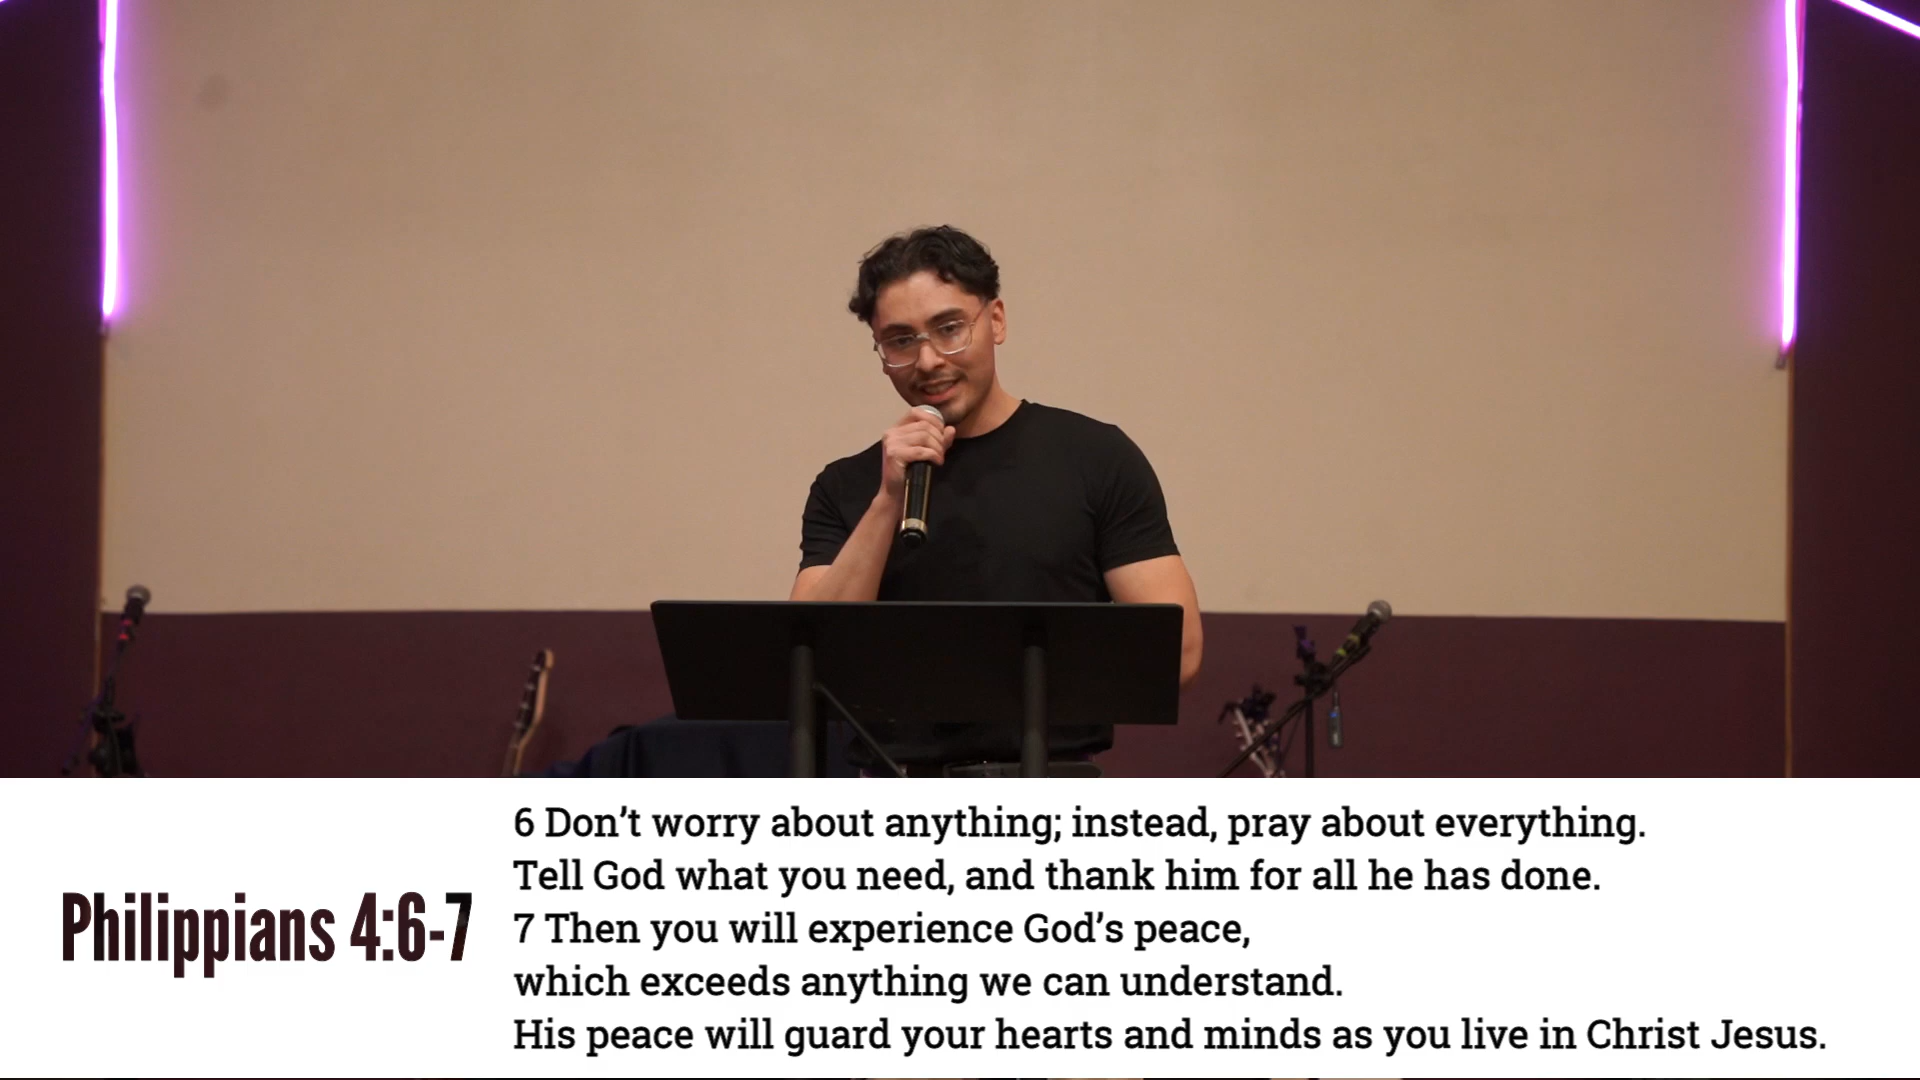 Philippians 4:6-7
6 Don’t worry about anything; instead, pray about everything.
Tell God what you need, and thank him for all he has done.
7 Then you will experience God’s peace,
which exceeds anything we can understand.
His peace will guard your hearts and minds as you live in Christ Jesus.